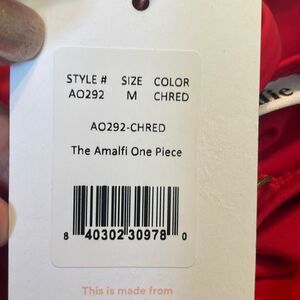 STYLE # SIZE COLOR
AO292 M CHRED
AO292-CHRED
The Amalfi One Piece
8 40302 30978 0
This is made from